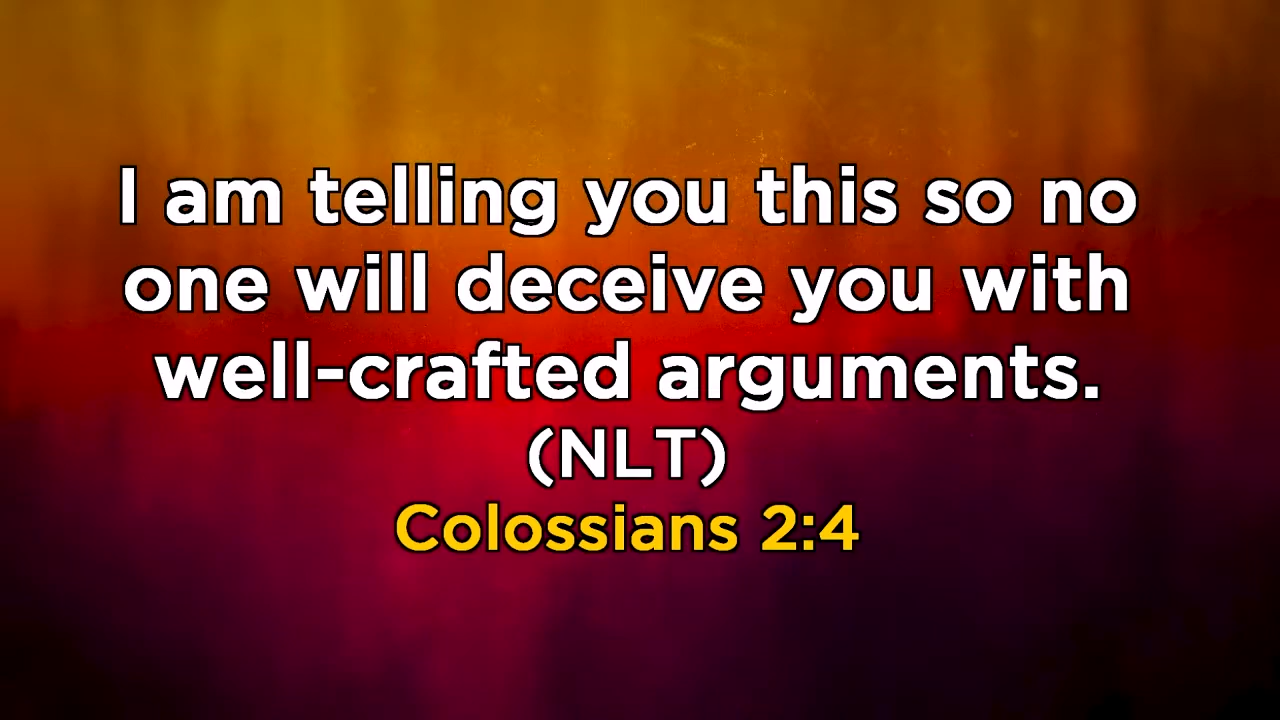 I am telling you this so no
one will deceive you with
well-crafted arguments.
(NLT)
Colossians 2:4